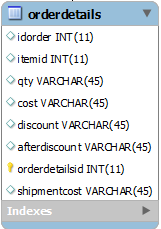 orderdetails
idorder INT(11)
itemid INT(11)
qty VARCHAR(45)
cost VARCHAR(45)
discount VARCHAR(45)
afterdiscount VARCHAR(45)
orderdetailsid INT(11)
shipmentcost VARCHAR(45)
Indexes